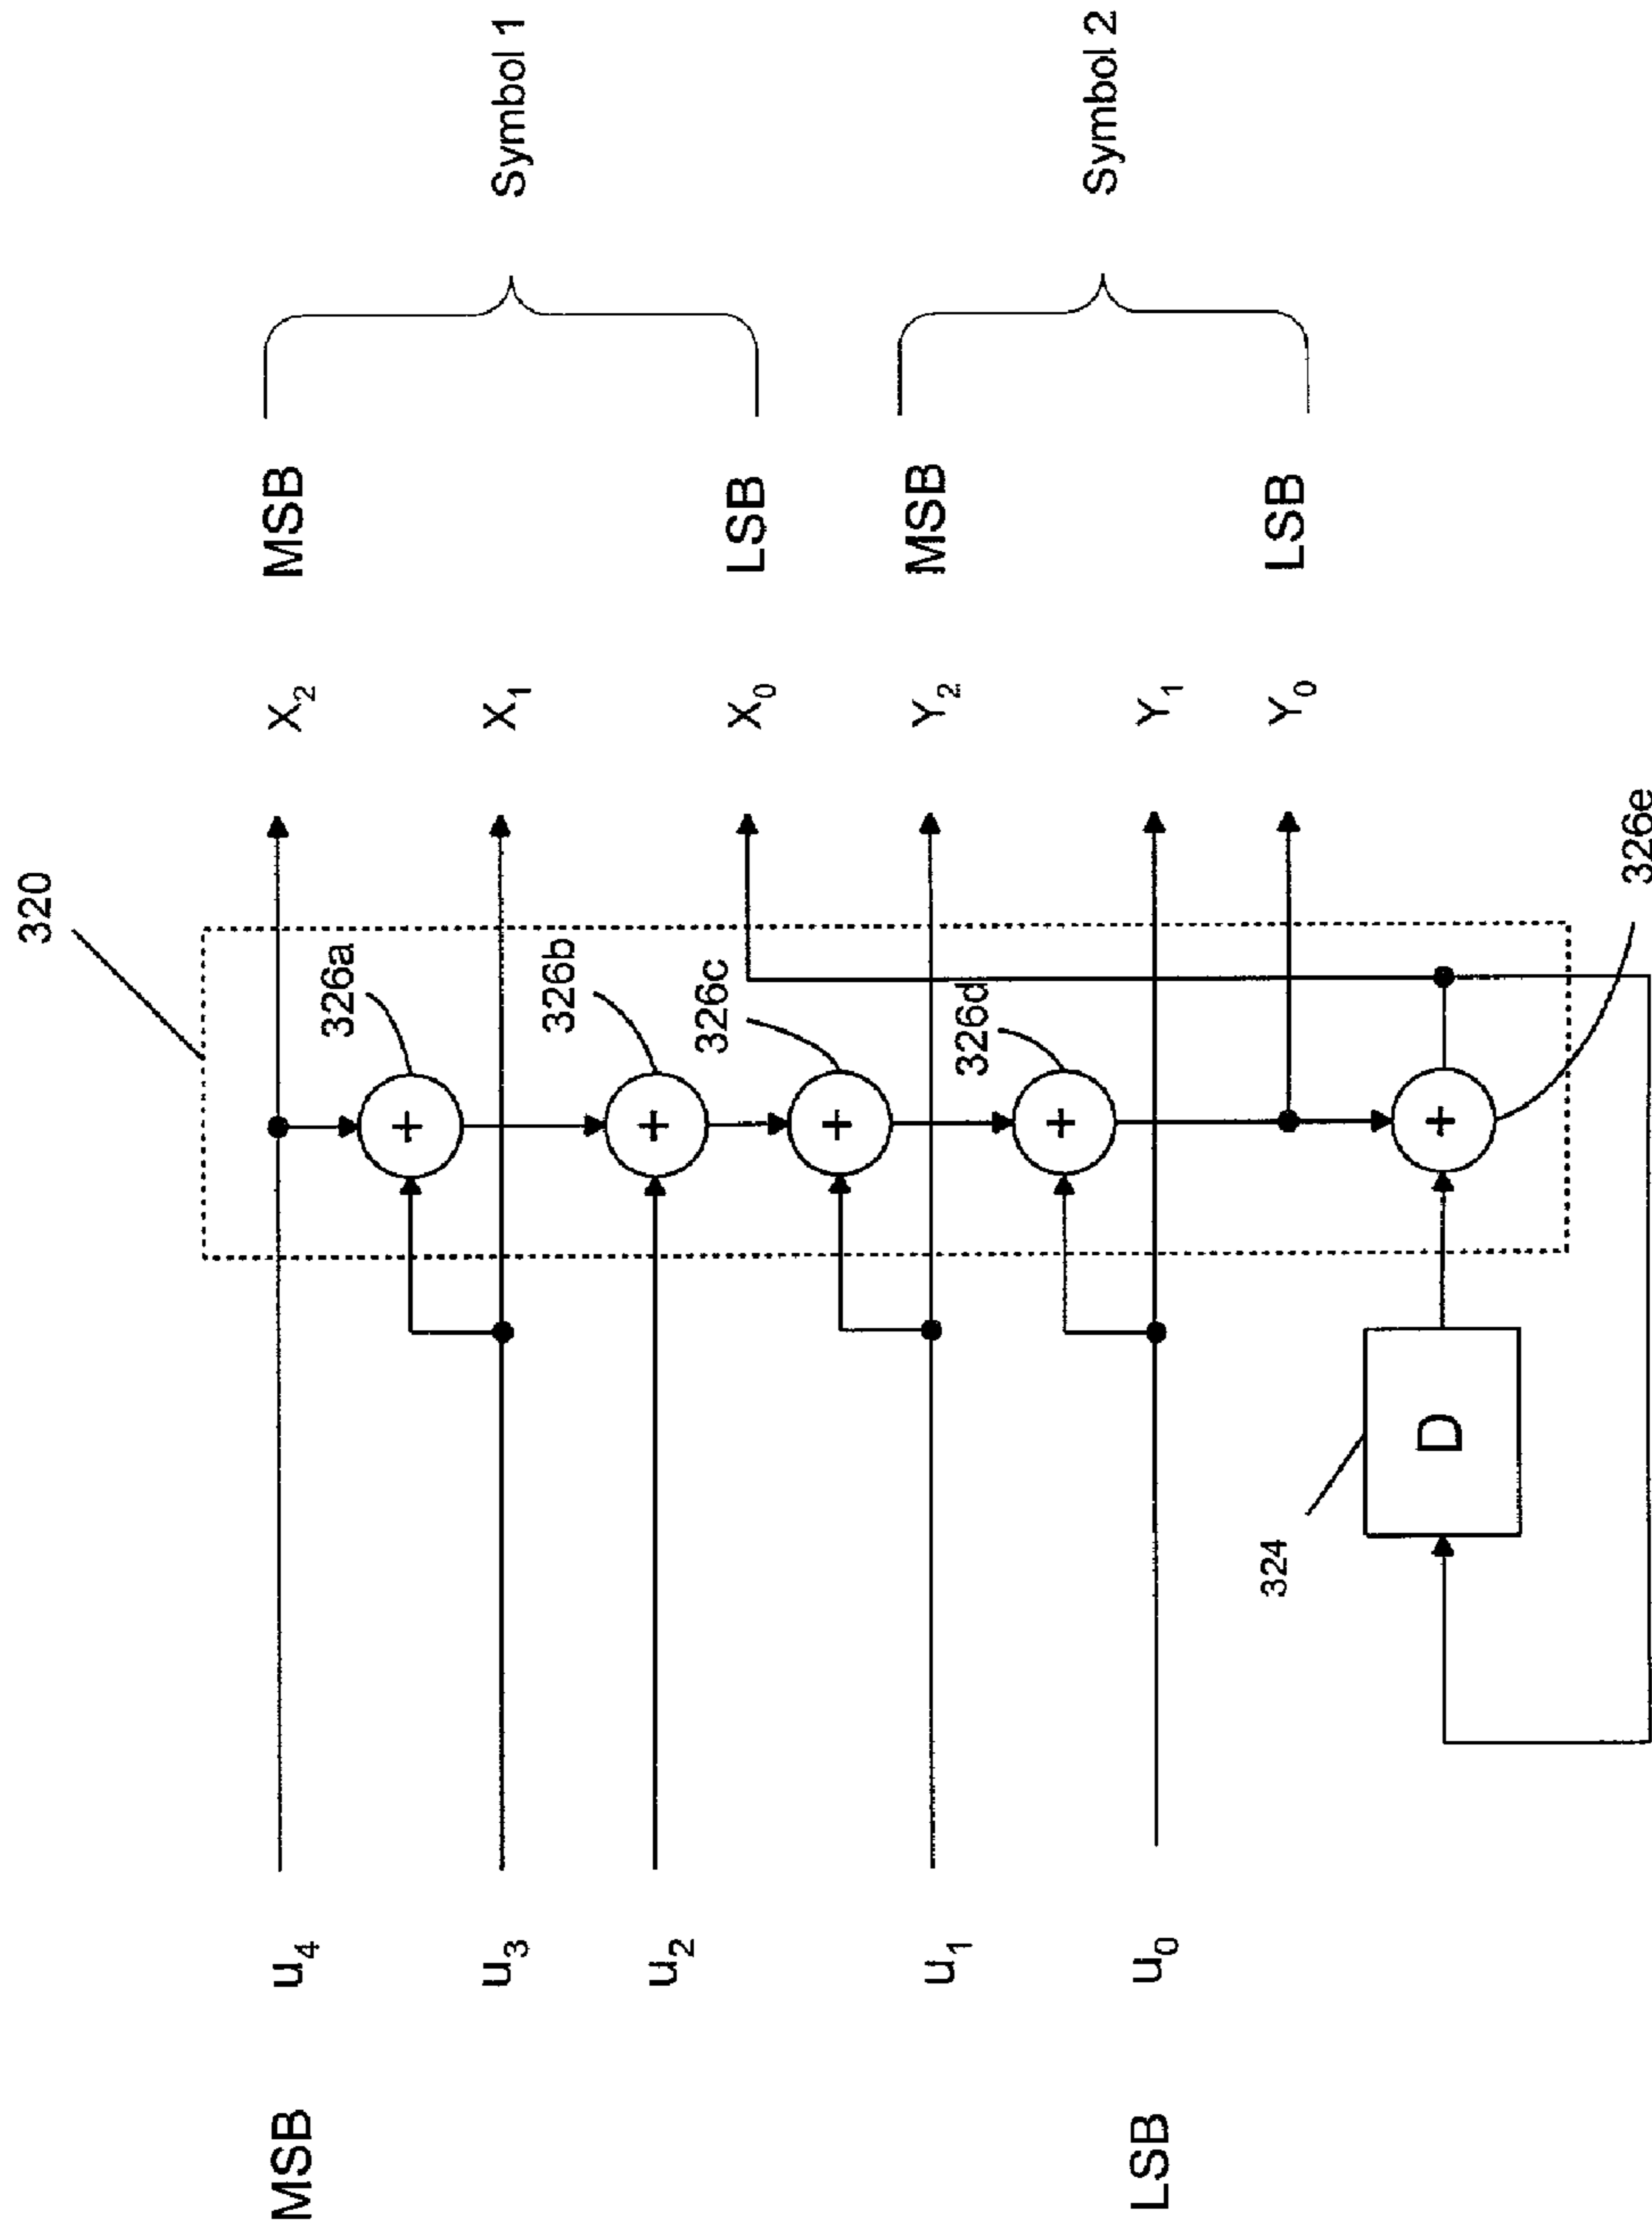 320
MSB
u₄
X₂
MSB
Symbol 1
326a
+
u₃
X₁
326b
+
u₂
326c
+
X₀
LSB
u₁
Y₂
MSB
Symbol 2
326d
+
LSB
u₀
Y₁
Y₀
LSB
324
D
+
326e